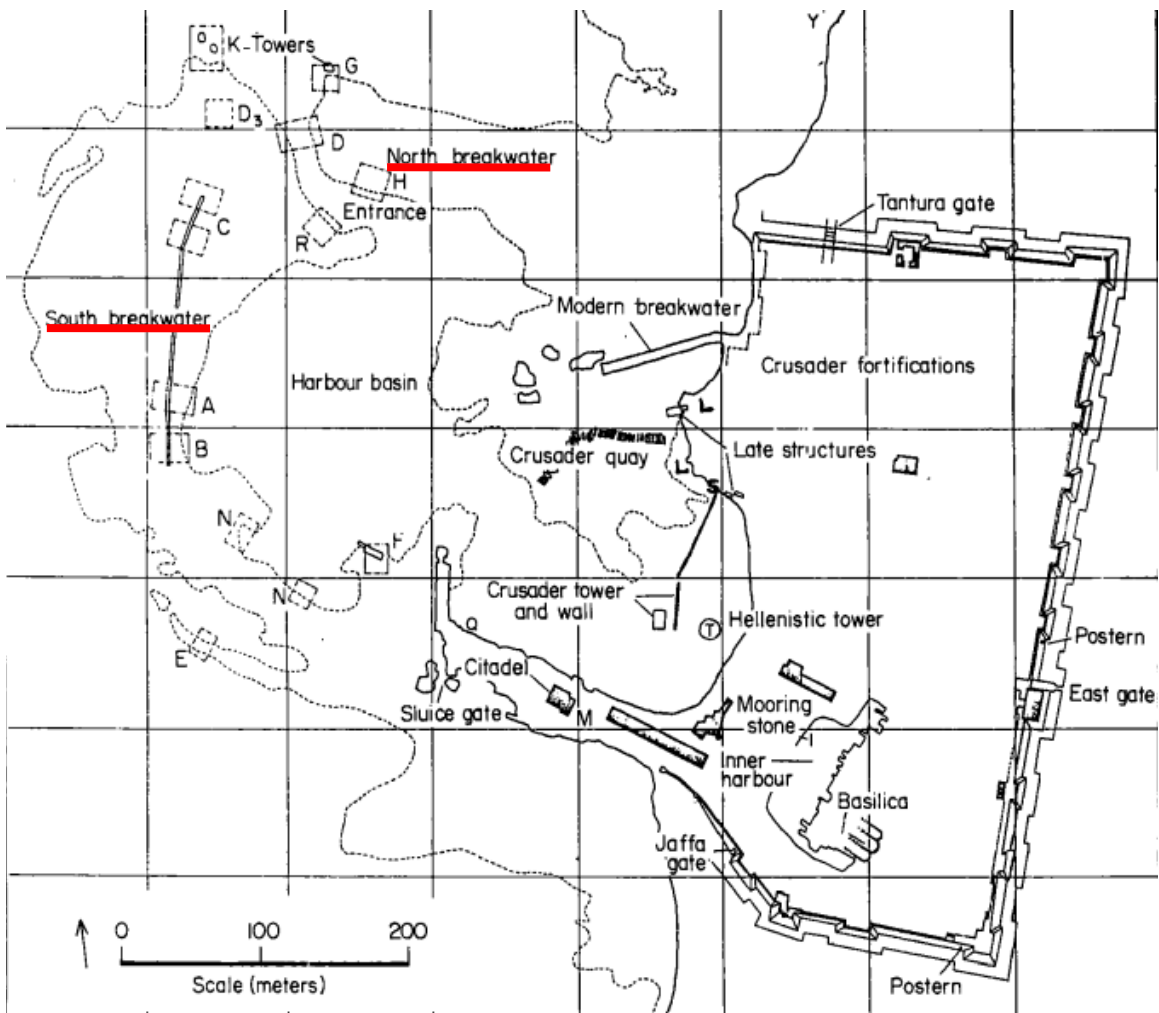 Y
K-Towers
G
D3
D
North breakwater
H
Entrance
C
R
Tantura gate
South breakwater
Modern breakwater
Harbour basin
Crusader fortifications
A
L
B
Crusader quay
Late structures
L
S
N
F
N
Crusader tower
and wall
T
Hellenistic tower
Q
E
Postern
Citadel
East gate
Sluice gate
M
Mooring
stone
I
Inner
harbour
Basilica
Jaffa
gate
0 100 200
Scale (meters)
Postern